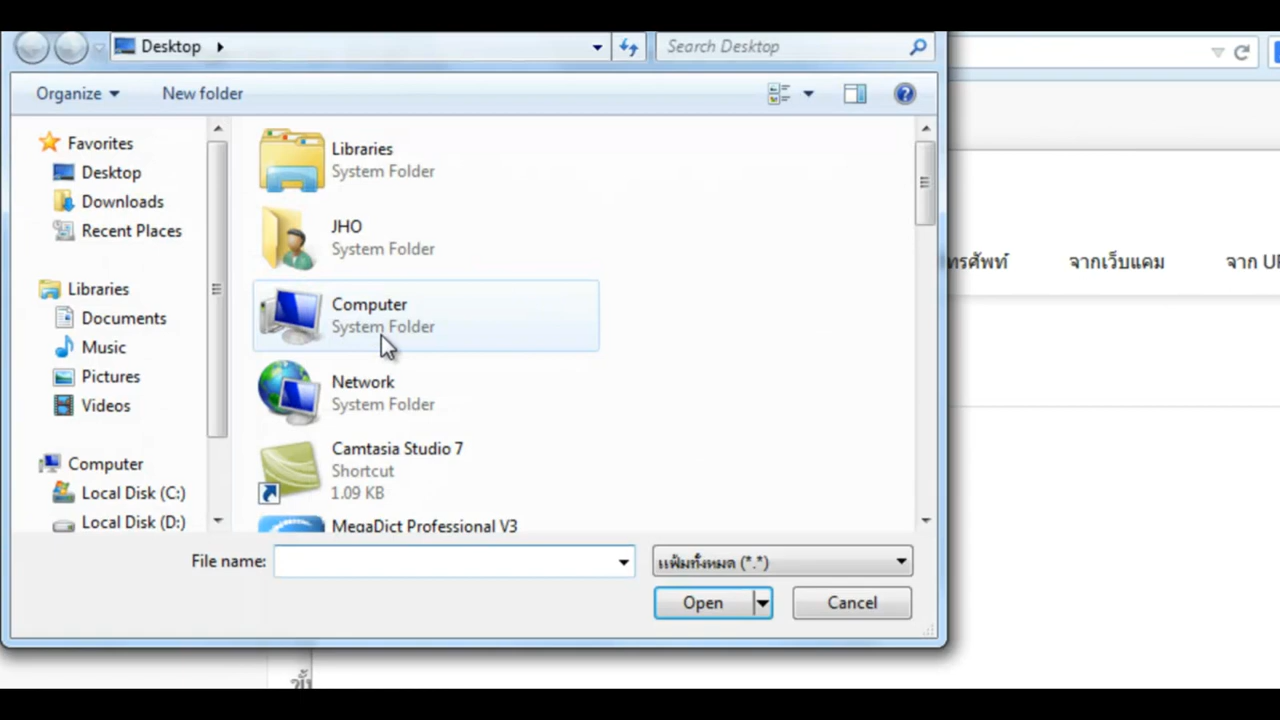 Desktop
Search Desktop
Organize
New folder
Favorites
Desktop
Downloads
Recent Places
Libraries
Documents
Music
Pictures
Videos
Computer
Local Disk (C:)
Local Disk (D:)
Libraries
System Folder
JHO
System Folder
Computer
System Folder
Network
System Folder
Camtasia Studio 7
Shortcut
1.09 KB
MegaDict Professional V3
File name:
แฟ้มทั้งหมด (*.*)
Open
Cancel
จากเว็บแคม
จาก